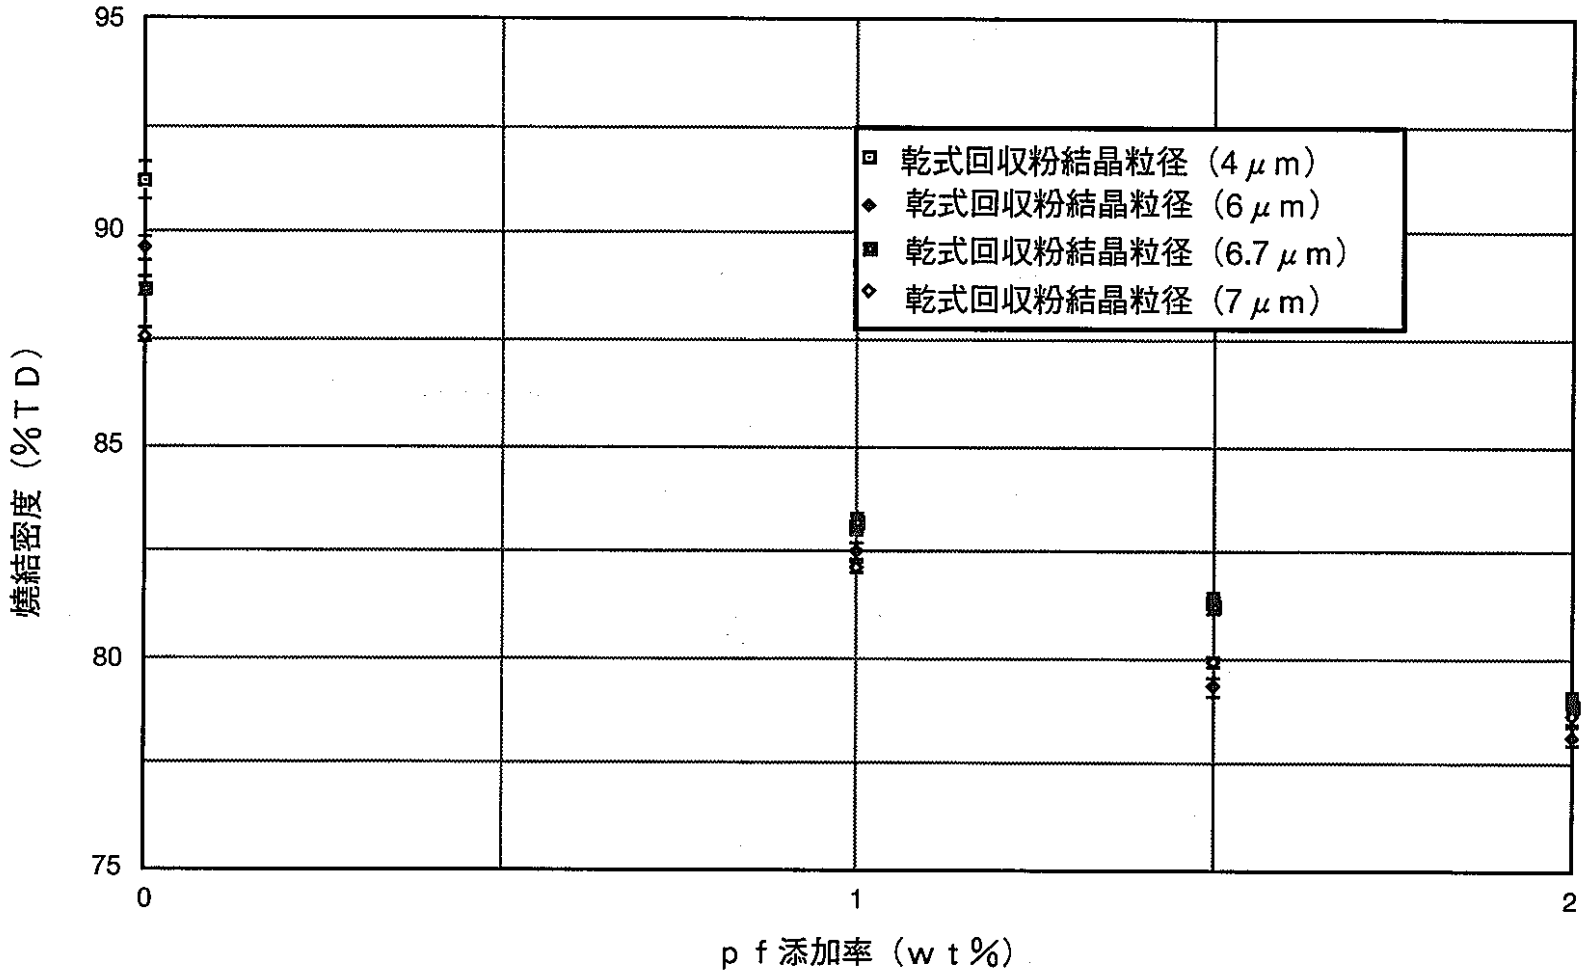 95
90
85
80
75
燒結密度 (%TD)
乾式回収粉結晶粒径 (4μm)
乾式回収粉結晶粒径 (6μm)
乾式回収粉結晶粒径 (6.7μm)
乾式回収粉結晶粒径 (7μm)
0
1
2
pf添加率 (wt%)